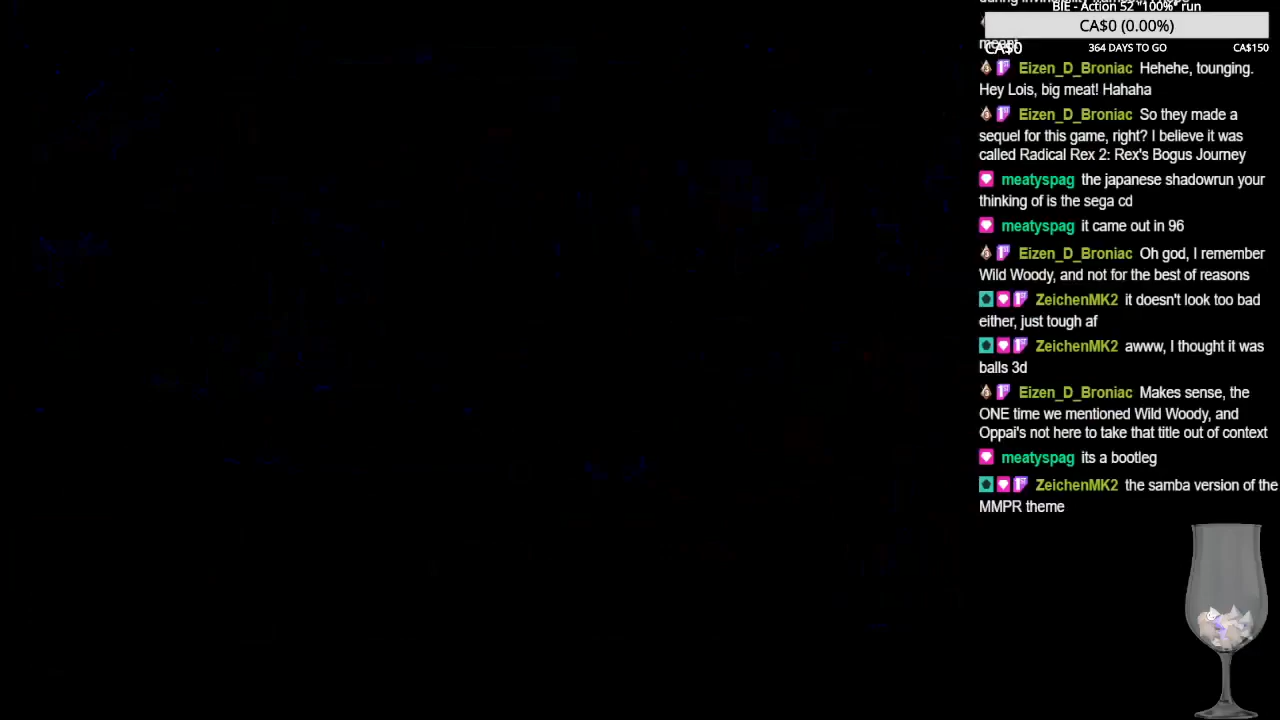 BIE - Action 52 "100%" run
CA$0 (0.00%)
CA$0 364 DAYS TO GO CA$150
Eizen_D_Broniac Hehehe, tounging.
Hey Lois, big meat! Hahaha
Eizen_D_Broniac So they made a
sequel for this game, right? I believe it was
called Radical Rex 2: Rex's Bogus Journey
meatyspag the japanese shadowrun your
thinking of is the sega cd
meatyspag it came out in 96
Eizen_D_Broniac Oh god, I remember
Wild Woody, and not for the best of reasons
ZeichenMK2 it doesn't look too bad
either, just tough af
ZeichenMK2 awww, I thought it was
balls 3d
Eizen_D_Broniac Makes sense, the
ONE time we mentioned Wild Woody, and
Oppai's not here to take that title out of context
meatyspag its a bootleg
ZeichenMK2 the samba version of the
MMPR theme